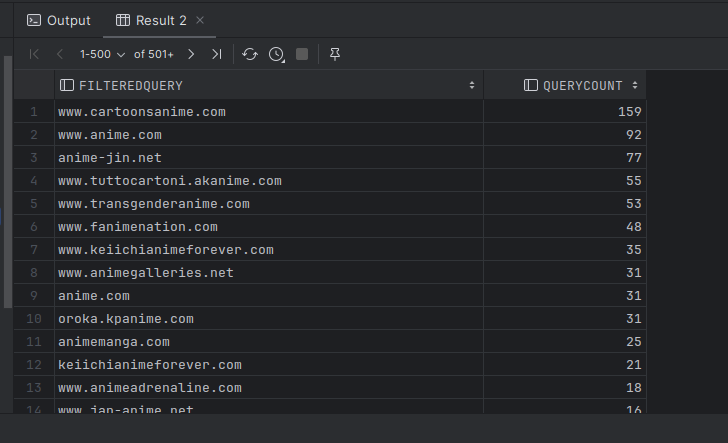 Output Result 2
1-500 of 501+
FILTEREDQUERY QUERYCOUNT
1 www.cartoonsanime.com 159
2 www.anime.com 92
3 anime-jin.net 77
4 www.tuttocartoni.akanime.com 55
5 www.transgenderanime.com 53
6 www.fanimenation.com 48
7 www.keiichianimeforever.com 35
8 www.animegalleries.net 31
9 anime.com 31
10 oroka.kpanime.com 31
11 animemanga.com 25
12 keiichianimeforever.com 21
13 www.animeadrenaline.com 18
14 www.jap-anime.net 16